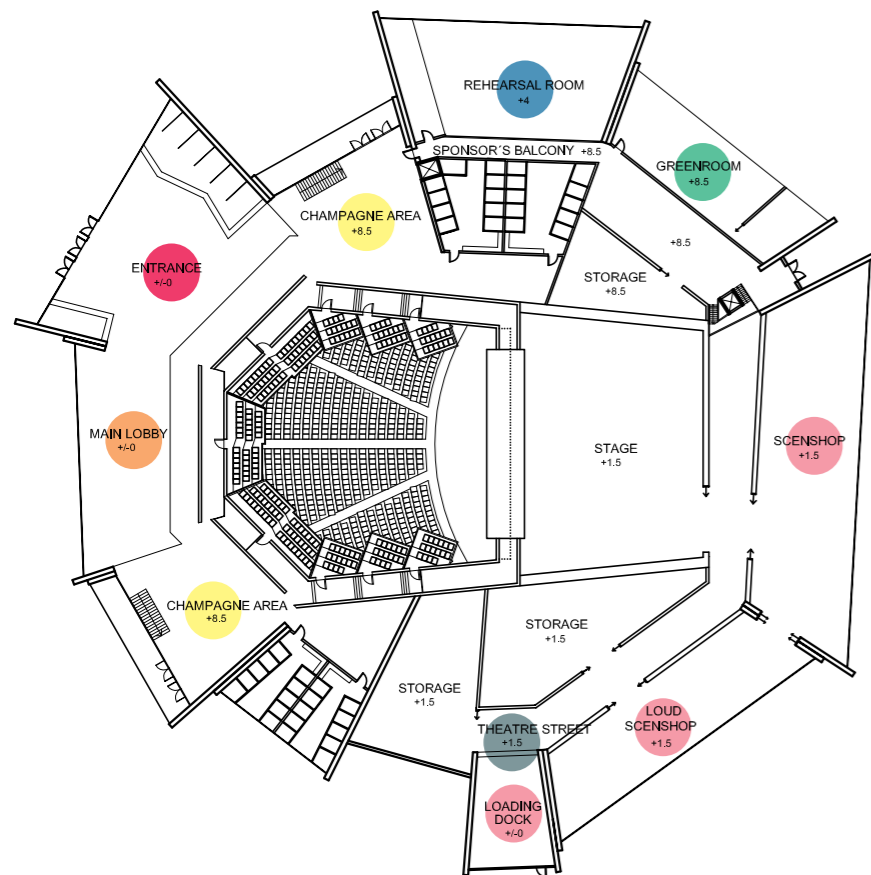 REHEARSAL ROOM
+4
SPONSOR´S BALCONY
+8.5
GREENROOM
+8.5
CHAMPAGNE AREA
+8.5
+8.5
ENTRANCE
+/-0
STORAGE
+8.5
MAIN LOBBY
+/-0
STAGE
+1.5
SCENSHOP
+1.5
CHAMPAGNE AREA
+8.5
STORAGE
+1.5
STORAGE
+1.5
LOUD
SCENSHOP
+1.5
THEATRE STREET
+1.5
LOADING
DOCK
+/-0